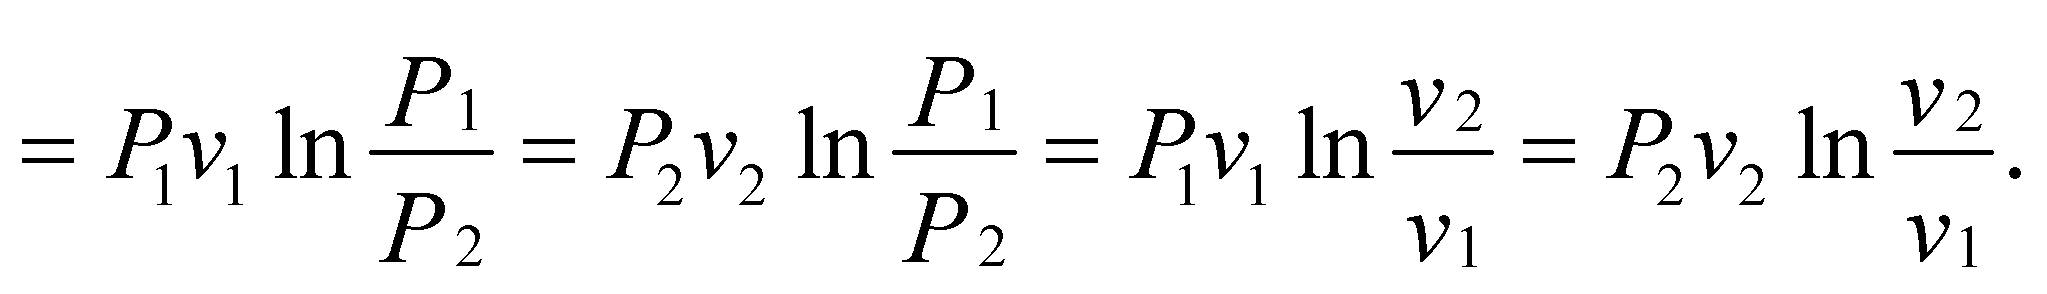 = P₁v₁ ln P₁/P₂ = P₂v₂ ln P₁/P₂ = P₁v₁ ln v₂/v₁ = P₂v₂ ln v₂/v₁.